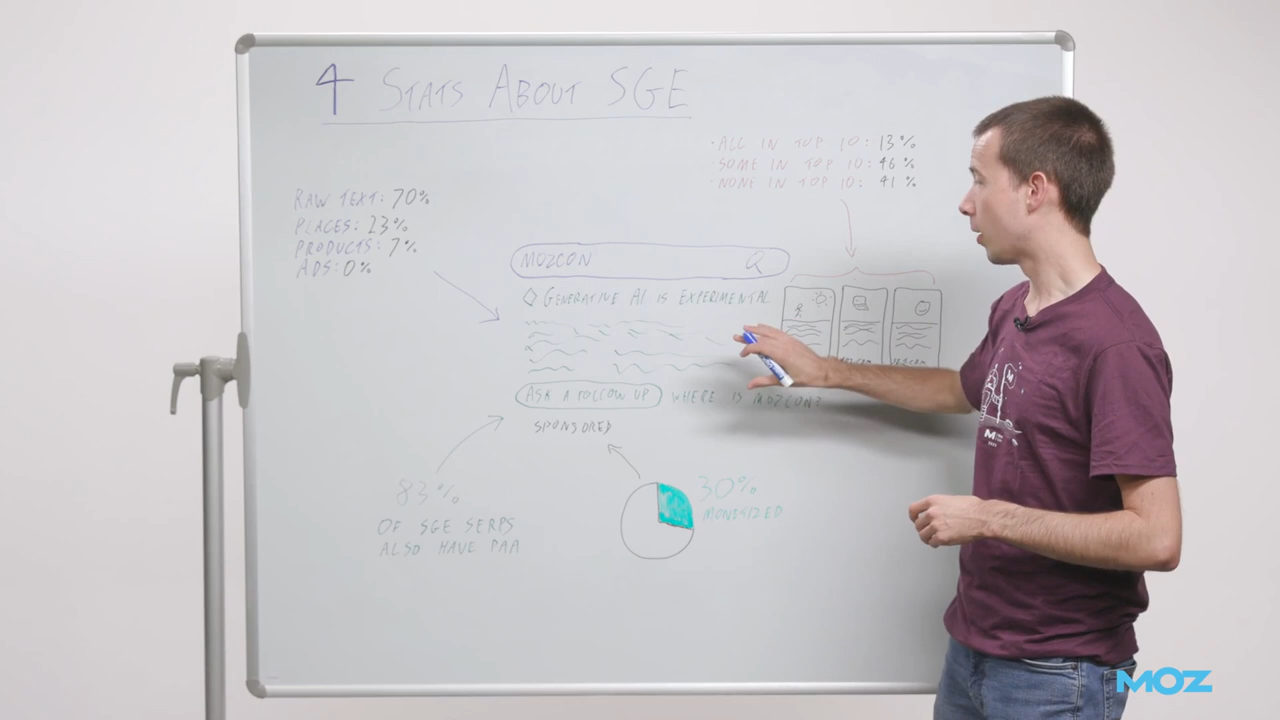 4 STATS ABOUT SGE
· ALL IN TOP 10: 13%
· SOME IN TOP 10: 46%
· NONE IN TOP 10: 41%
RAW TEXT: 70%
PLACES: 23%
PRODUCTS: 7%
ADS: 0%
MOZCON
GENERATIVE AI IS EXPERIMENTAL
ASK A FOLLOW UP WHERE IS MOZCON?
SPONSORED
83%
OF SGE SERPS
ALSO HAVE PAA
30%
MONETIZED
MOZ